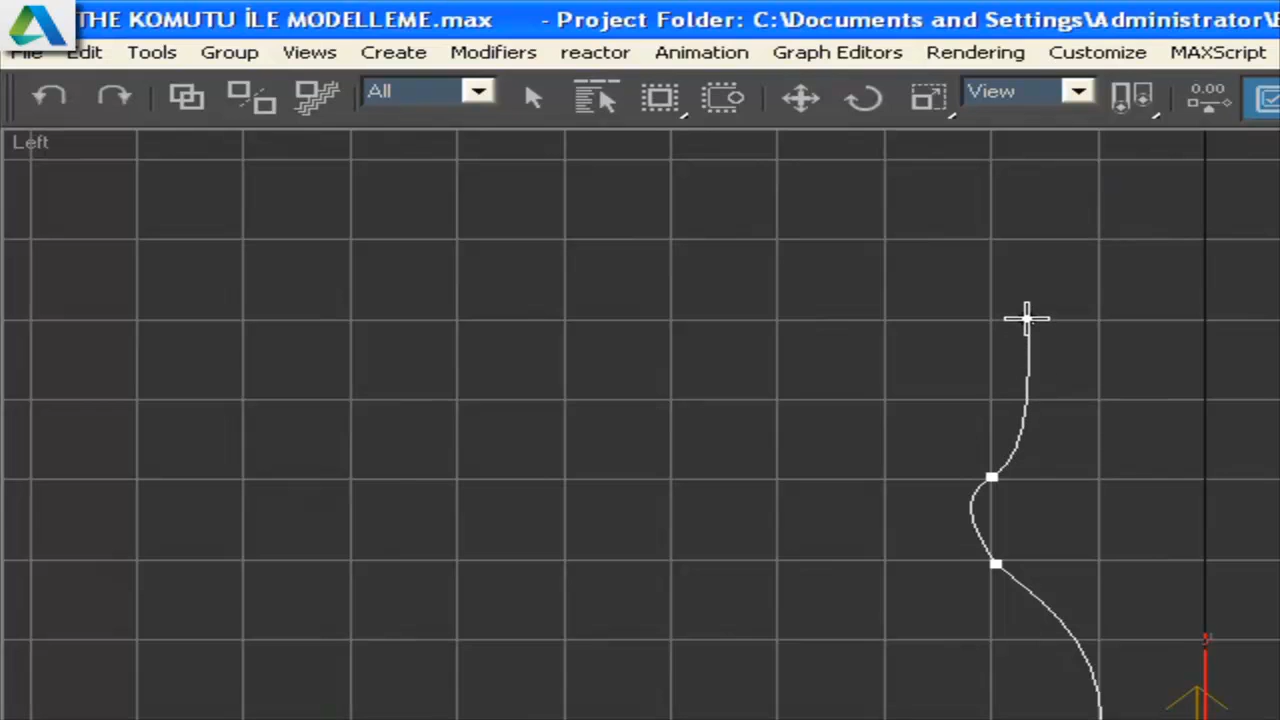 THE KOMUTU İLE MODELLEME.max - Project Folder: C:\Documents and Settings\Administrator\
Edit Tools Group Views Create Modifiers reactor Animation Graph Editors Rendering Customize MAXScript
All View 0.00
Left